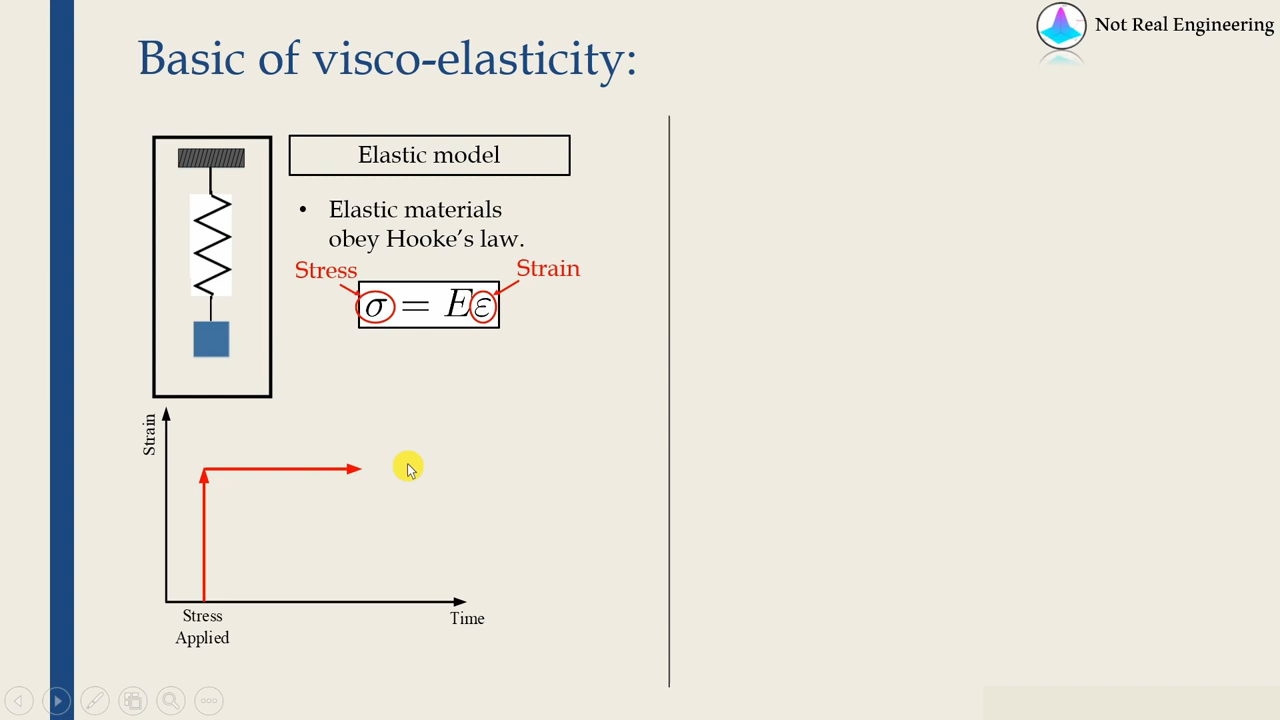 Not Real Engineering
Basic of visco-elasticity:
Elastic model
• Elastic materials
obey Hooke’s law.
Stress
Strain
σ = Eε
Strain
Stress
Applied
Time